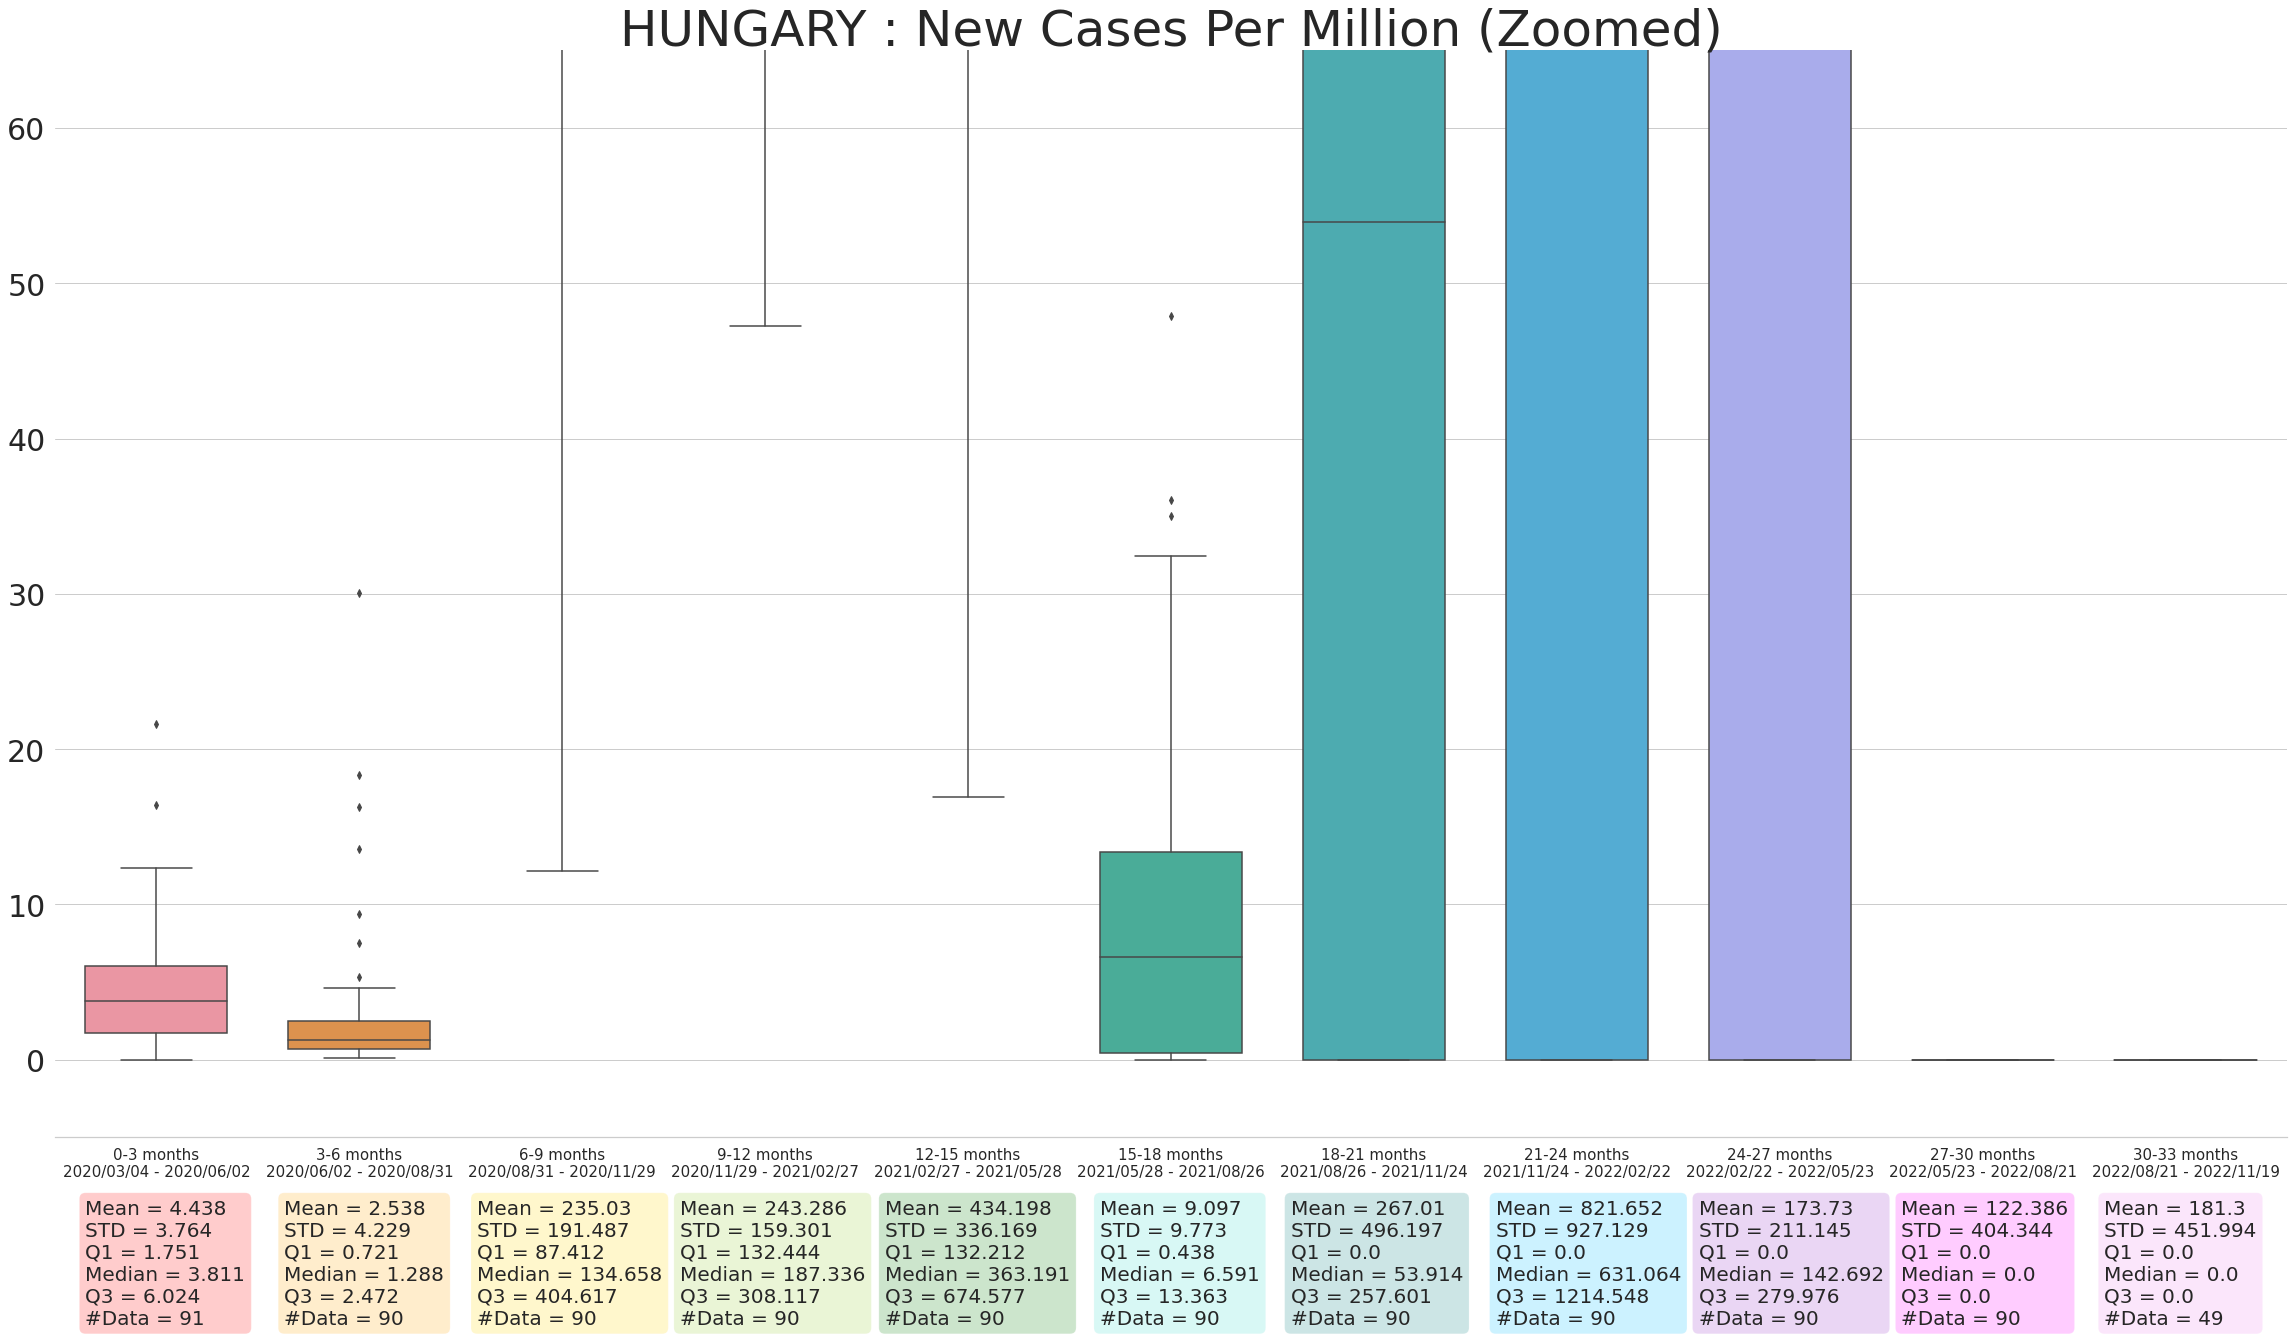 HUNGARY : New Cases Per Million (Zoomed)
60
50
40
30
20
10
0
0-3 months
2020/03/04 - 2020/06/02
3-6 months
2020/06/02 - 2020/08/31
6-9 months
2020/08/31 - 2020/11/29
9-12 months
2020/11/29 - 2021/02/27
12-15 months
2021/02/27 - 2021/05/28
15-18 months
2021/05/28 - 2021/08/26
18-21 months
2021/08/26 - 2021/11/24
21-24 months
2021/11/24 - 2022/02/22
24-27 months
2022/02/22 - 2022/05/23
27-30 months
2022/05/23 - 2022/08/21
30-33 months
2022/08/21 - 2022/11/19
Mean = 4.438
STD = 3.764
Q1 = 1.751
Median = 3.811
Q3 = 6.024
#Data = 91
Mean = 2.538
STD = 4.229
Q1 = 0.721
Median = 1.288
Q3 = 2.472
#Data = 90
Mean = 235.03
STD = 191.487
Q1 = 87.412
Median = 134.658
Q3 = 404.617
#Data = 90
Mean = 243.286
STD = 159.301
Q1 = 132.444
Median = 187.336
Q3 = 308.117
#Data = 90
Mean = 434.198
STD = 336.169
Q1 = 132.212
Median = 363.191
Q3 = 674.577
#Data = 90
Mean = 9.097
STD = 9.773
Q1 = 0.438
Median = 6.591
Q3 = 13.363
#Data = 90
Mean = 267.01
STD = 496.197
Q1 = 0.0
Median = 53.914
Q3 = 257.601
#Data = 90
Mean = 821.652
STD = 927.129
Q1 = 0.0
Median = 631.064
Q3 = 1214.548
#Data = 90
Mean = 173.73
STD = 211.145
Q1 = 0.0
Median = 142.692
Q3 = 279.976
#Data = 90
Mean = 122.386
STD = 404.344
Q1 = 0.0
Median = 0.0
Q3 = 0.0
#Data = 90
Mean = 181.3
STD = 451.994
Q1 = 0.0
Median = 0.0
Q3 = 0.0
#Data = 49